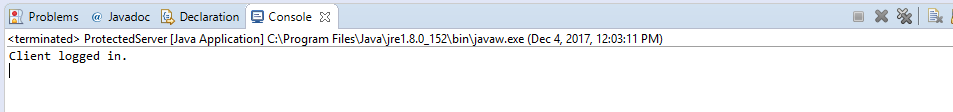 Problems @ Javadoc Declaration Console
<terminated> ProtectedServer [Java Application] C:\Program Files\Java\jre1.8.0_152\bin\javaw.exe (Dec 4, 2017, 12:03:11 PM)
Client logged in.